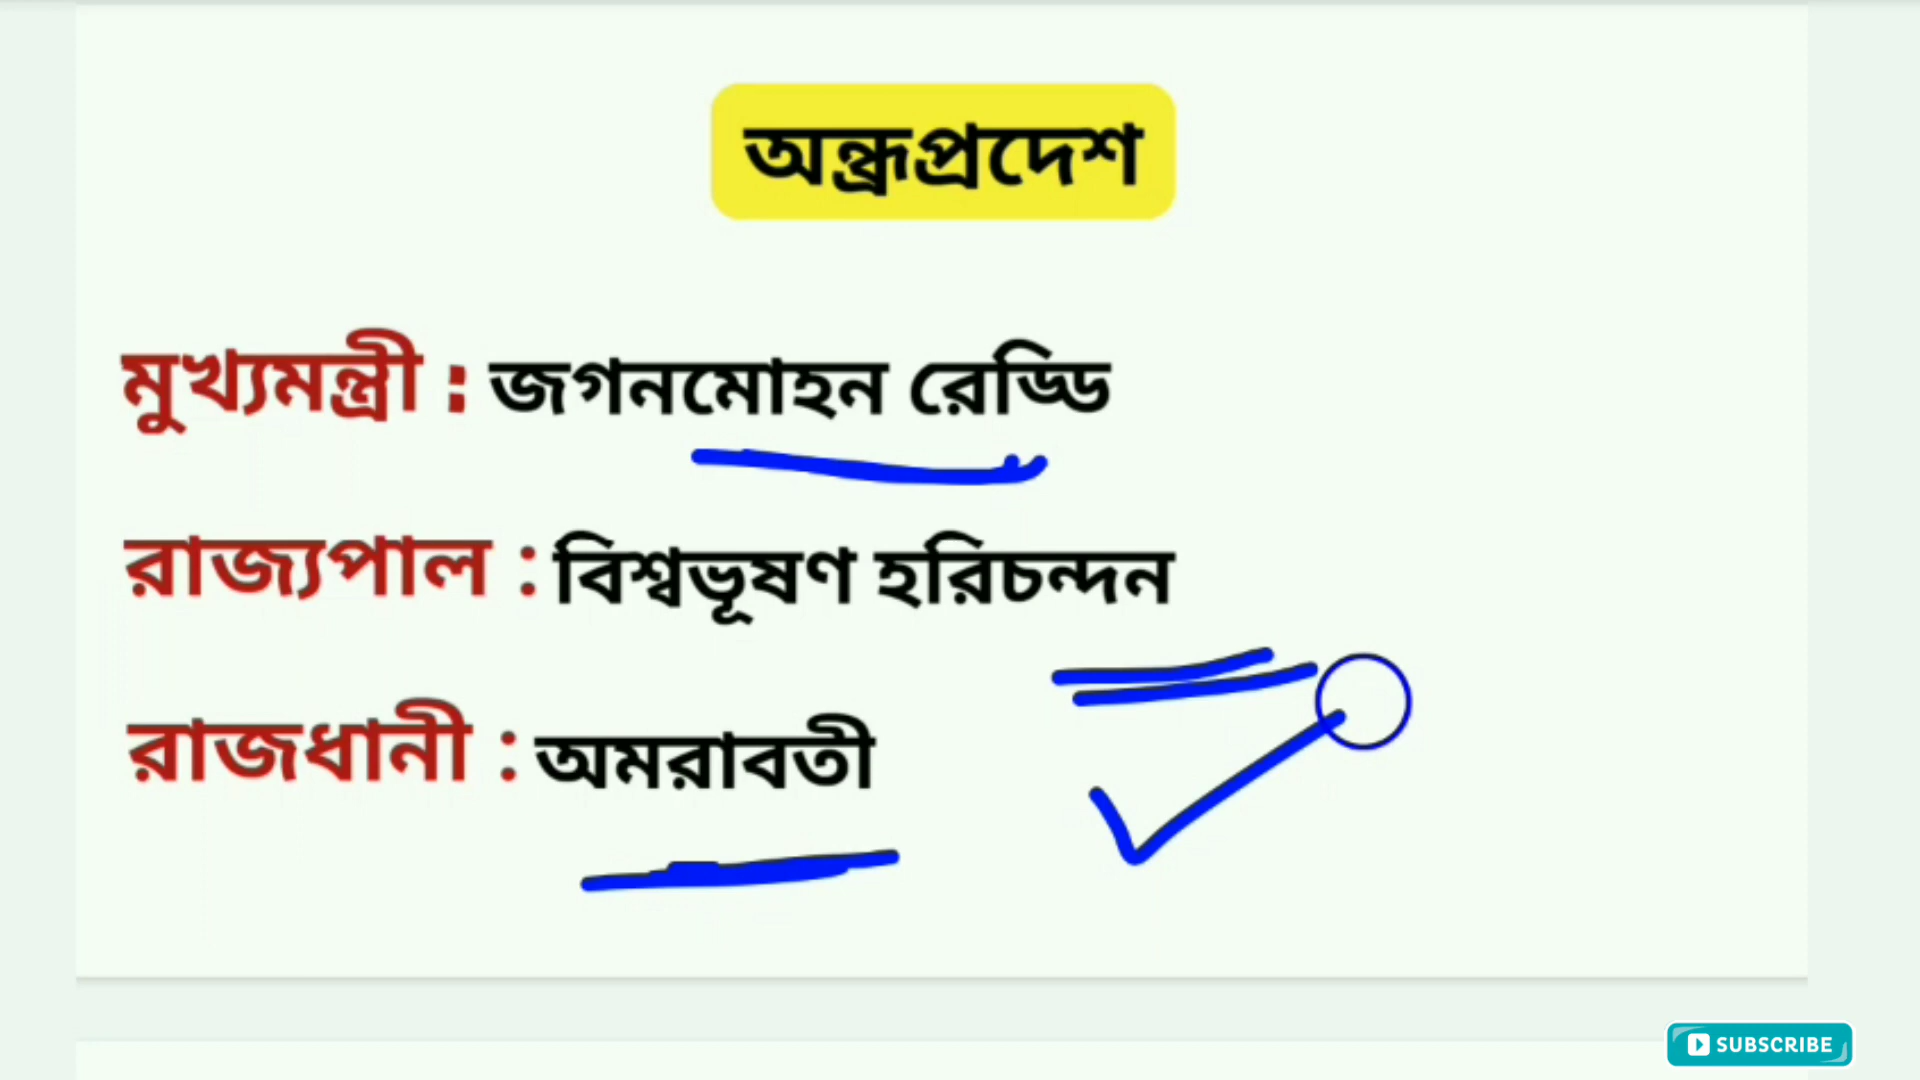 অন্ধ্রপ্রদেশ
মুখ্যমন্ত্রী : জগনমোহন রেড্ডি
রাজ্যপাল : বিশ্বভূষণ হরিচন্দন
রাজধানী : অমরাবতী
SUBSCRIBE